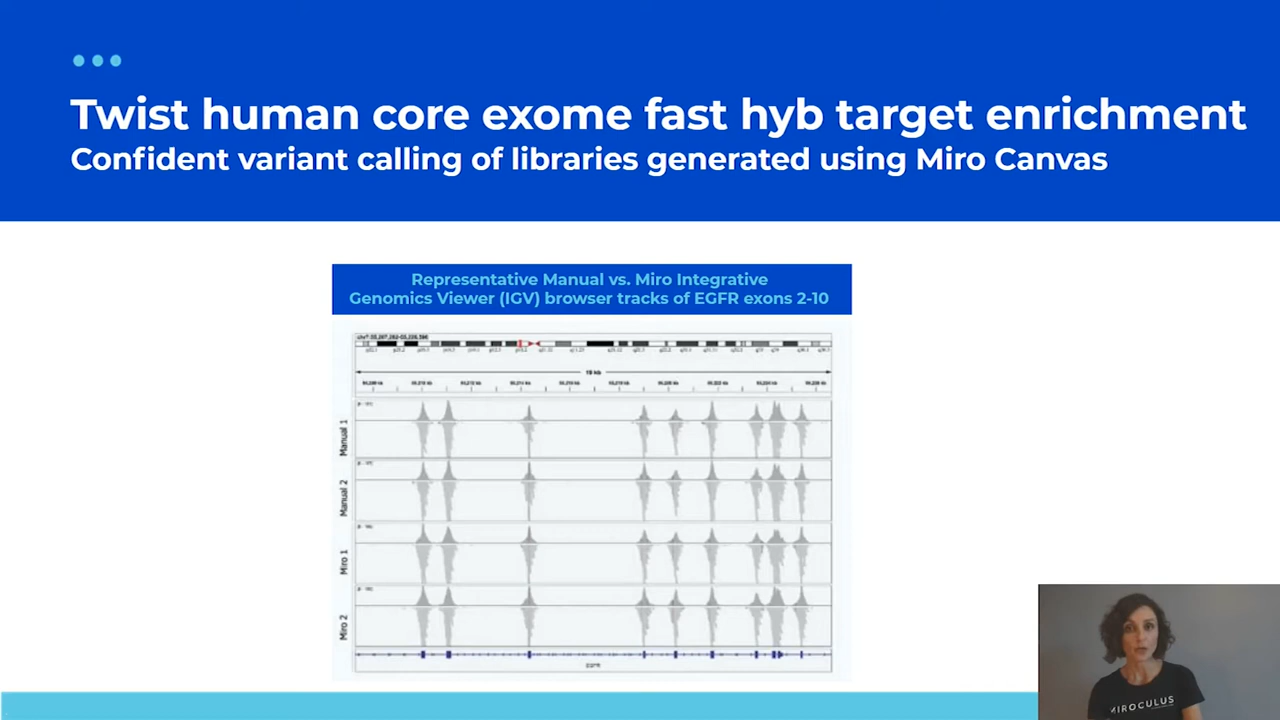 Twist human core exome fast hyb target enrichment
Confident variant calling of libraries generated using Miro Canvas
Representative Manual vs. Miro Integrative
Genomics Viewer (IGV) browser tracks of EGFR exons 2-10
Manual 1
Manual 2
Miro 1
Miro 2
EGFR
MIROCULUS